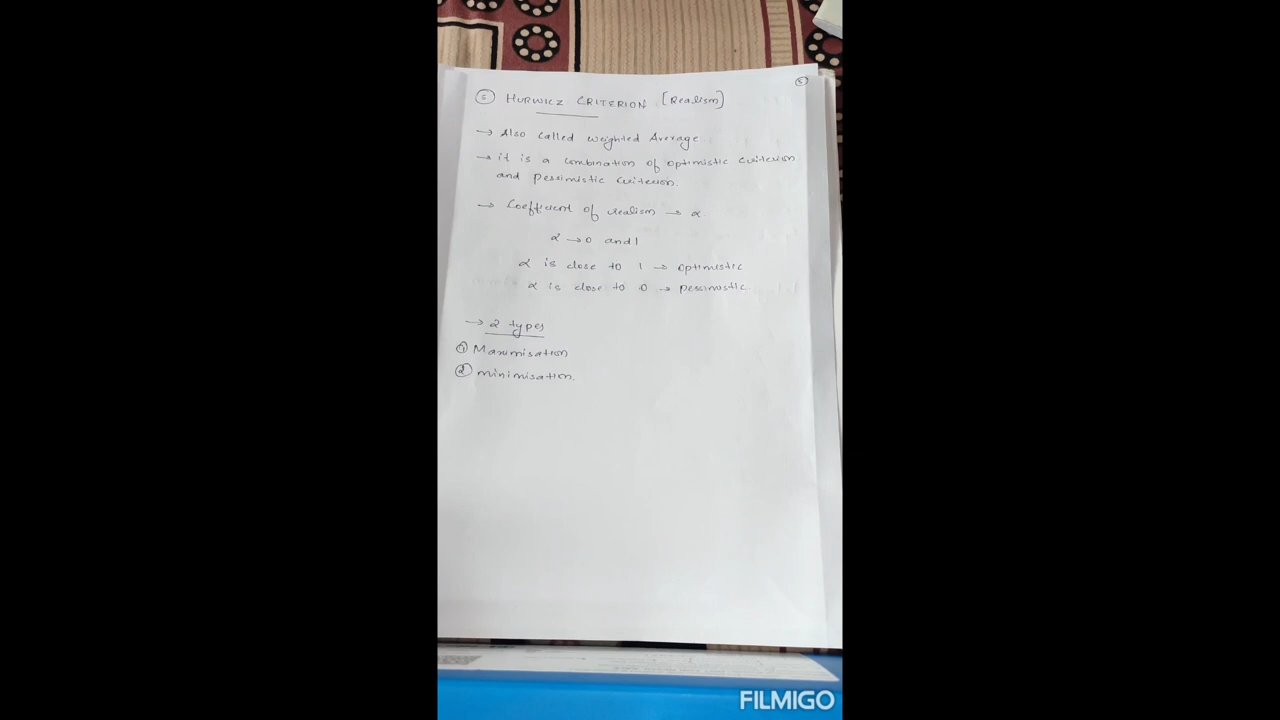 5
5 HURWICZ CRITERION [Realism]
→ Also called weighted Average
→ it is a combination of optimistic criterion
and pessimistic criterion.
→ Coefficient of realism → α.
α → 0 and 1
α is close to 1 → optimistic
α is close to 0 → pessimistic.
→ 2 types
1 Maximisation
2 minimisation.
FILMIGO